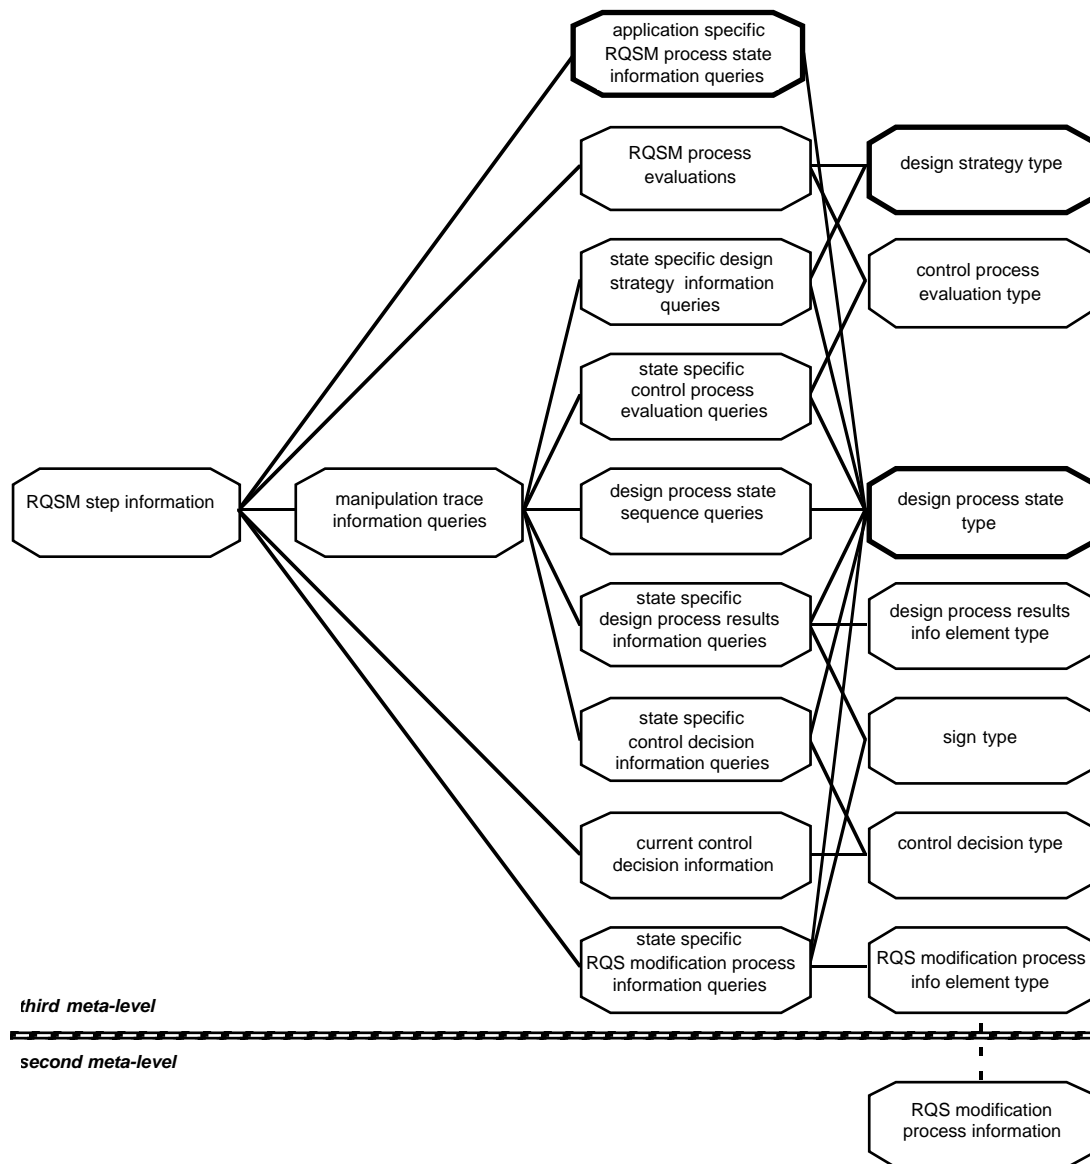 application specific
RQSM process state
information queries
RQSM process
evaluations
design strategy type
state specific design
strategy information
queries
control process
evaluation type
state specific
control process
evaluation queries
RQSM step information
manipulation trace
information queries
design process state
sequence queries
design process state
type
state specific
design process results
information queries
design process results
info element type
state specific
control decision
information queries
sign type
current control
decision information
control decision type
state specific
RQS modification process
information queries
RQS modification process
info element type
third meta-level
second meta-level
RQS modification
process information